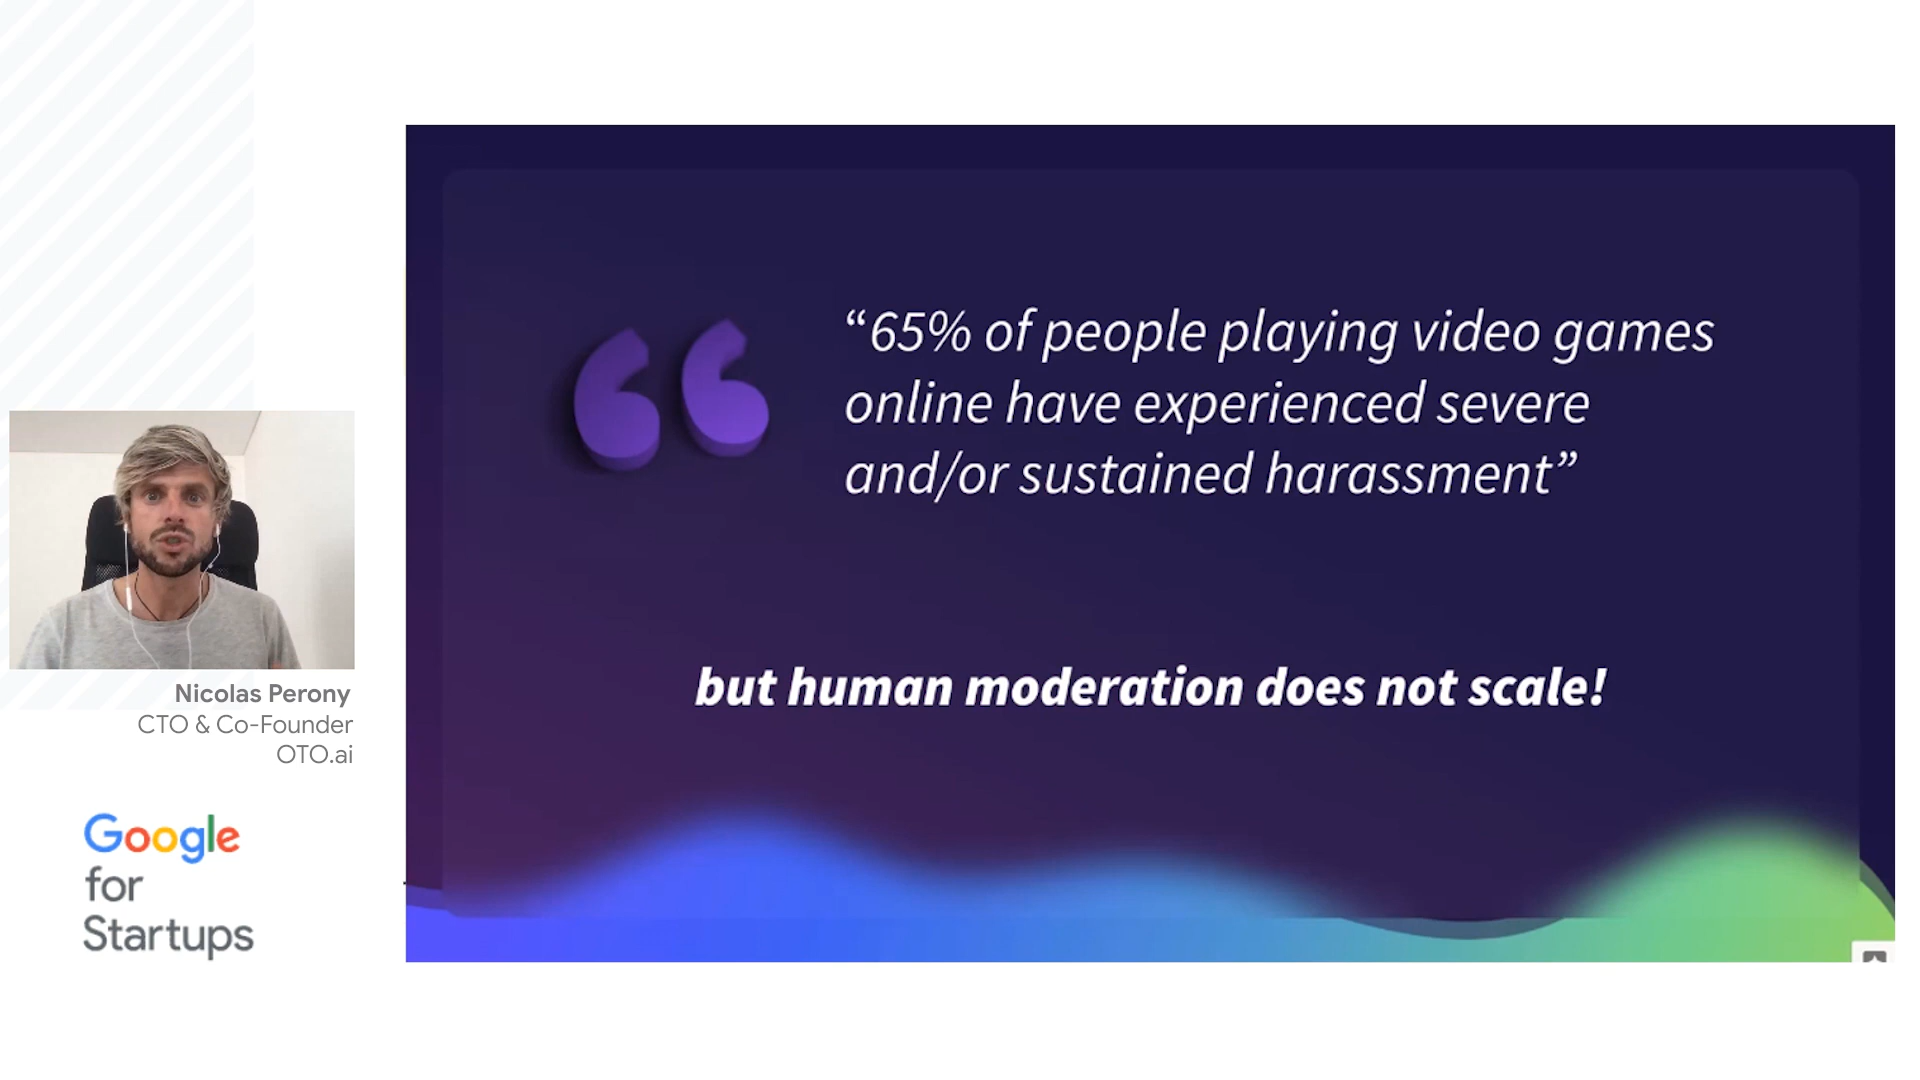 “65% of people playing video games
online have experienced severe
and/or sustained harassment”
but human moderation does not scale!
Nicolas Perony
CTO & Co-Founder
OTO.ai
Google
for
Startups